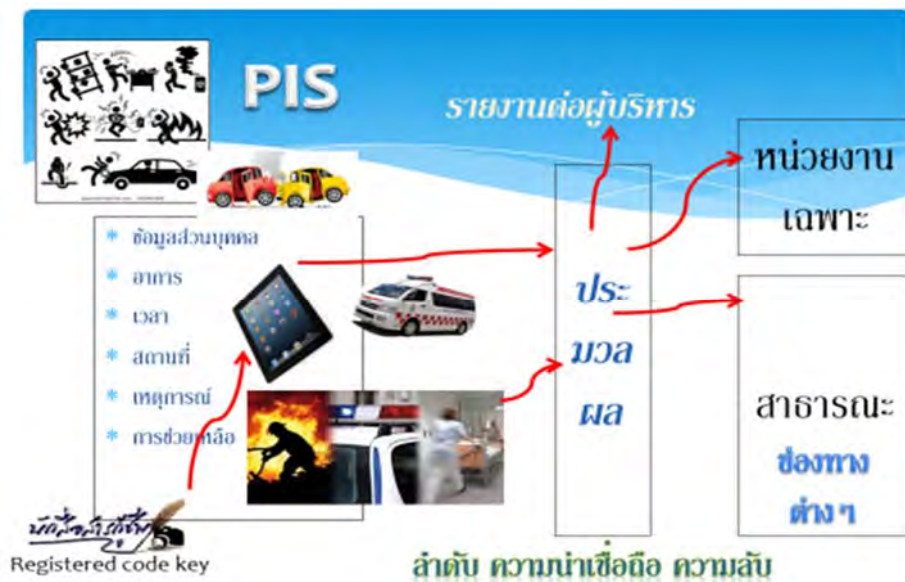 PIS
รายงานต่อผู้บริหาร
หน่วยงาน
เฉพาะ
* ข้อมูลส่วนบุคคล
* อาการ
* เวลา
* สถานที่
* เหตุการณ์
* การช่วยเหลือ
ประ
มวล
ผล
สาธารณะ
ช่องทาง
ต่างๆ
Registered code key
ลำดับ ความน่าเชื่อถือ ความลับ